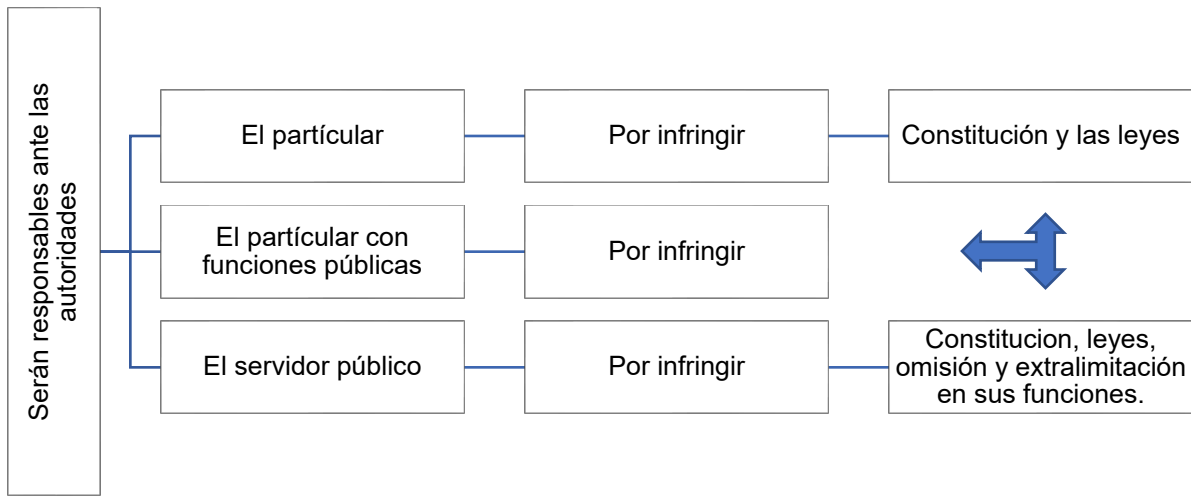 Serán responsables ante las
autoridades
El partícular
Por infringir
Constitución y las leyes
El partícular con
funciones públicas
Por infringir
El servidor público
Por infringir
Constitucion, leyes,
omisión y extralimitación
en sus funciones.